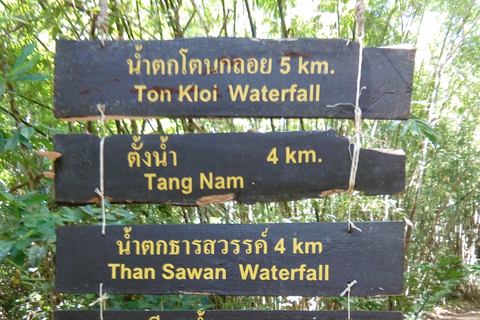 น้ำตกโตนกลอย 5 km.
Ton Kloi Waterfall
ตั้งน้ำ 4 km.
Tang Nam
น้ำตกธารสวรรค์ 4 km
Than Sawan Waterfall